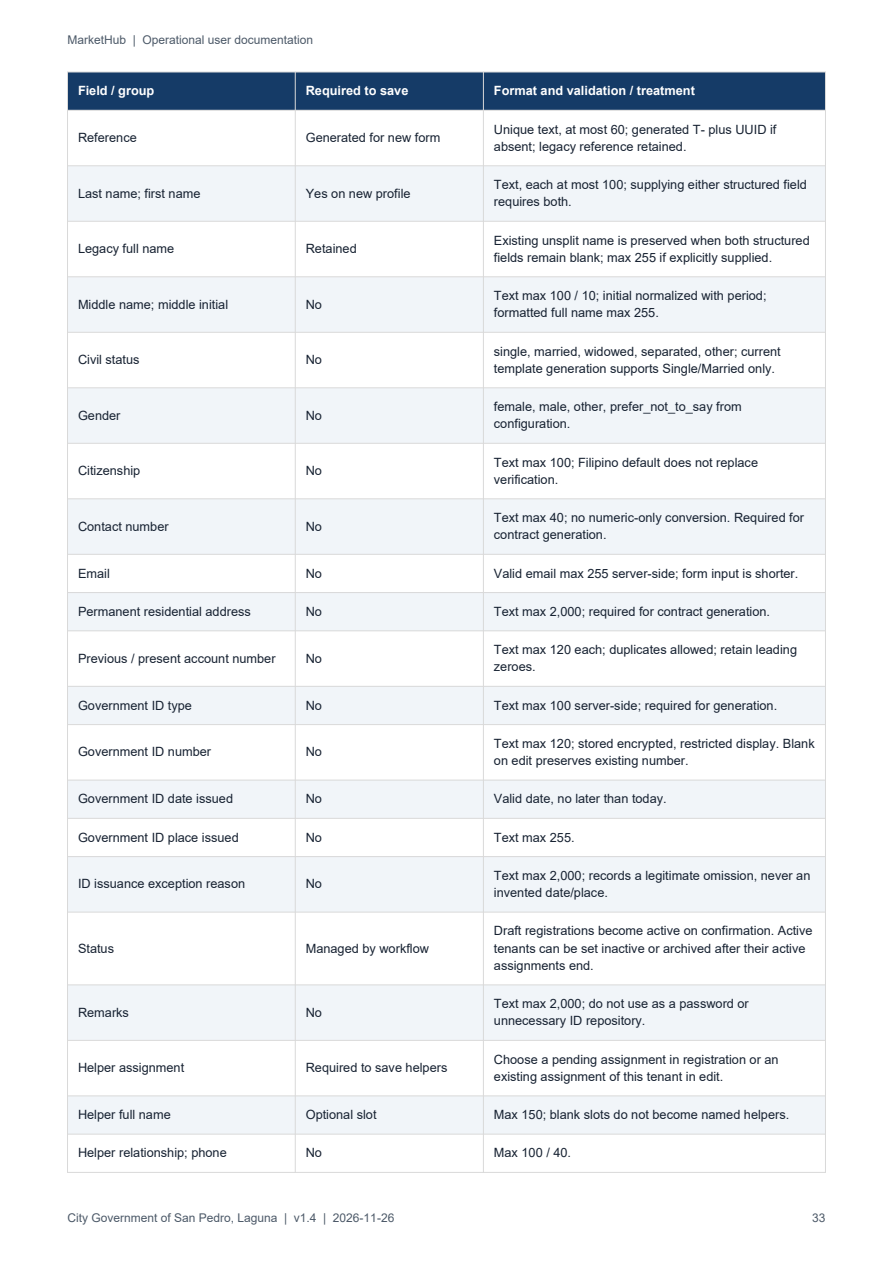 MarketHub | Operational user documentation
Field / group
Required to save
Format and validation / treatment
Reference
Generated for new form
Unique text, at most 60; generated T- plus UUID if
absent; legacy reference retained.
Last name; first name
Yes on new profile
Text, each at most 100; supplying either structured field
requires both.
Legacy full name
Retained
Existing unsplit name is preserved when both structured
fields remain blank; max 255 if explicitly supplied.
Middle name; middle initial
No
Text max 100 / 10; initial normalized with period;
formatted full name max 255.
Civil status
No
single, married, widowed, separated, other; current
template generation supports Single/Married only.
Gender
No
female, male, other, prefer_not_to_say from
configuration.
Citizenship
No
Text max 100; Filipino default does not replace
verification.
Contact number
No
Text max 40; no numeric-only conversion. Required for
contract generation.
Email
No
Valid email max 255 server-side; form input is shorter.
Permanent residential address
No
Text max 2,000; required for contract generation.
Previous / present account number
No
Text max 120 each; duplicates allowed; retain leading
zeroes.
Government ID type
No
Text max 100 server-side; required for generation.
Government ID number
No
Text max 120; stored encrypted, restricted display. Blank
on edit preserves existing number.
Government ID date issued
No
Valid date, no later than today.
Government ID place issued
No
Text max 255.
ID issuance exception reason
No
Text max 2,000; records a legitimate omission, never an
invented date/place.
Status
Managed by workflow
Draft registrations become active on confirmation. Active
tenants can be set inactive or archived after their active
assignments end.
Remarks
No
Text max 2,000; do not use as a password or
unnecessary ID repository.
Helper assignment
Required to save helpers
Choose a pending assignment in registration or an
existing assignment of this tenant in edit.
Helper full name
Optional slot
Max 150; blank slots do not become named helpers.
Helper relationship; phone
No
Max 100 / 40.
City Government of San Pedro, Laguna | v1.4 | 2026-11-26
33